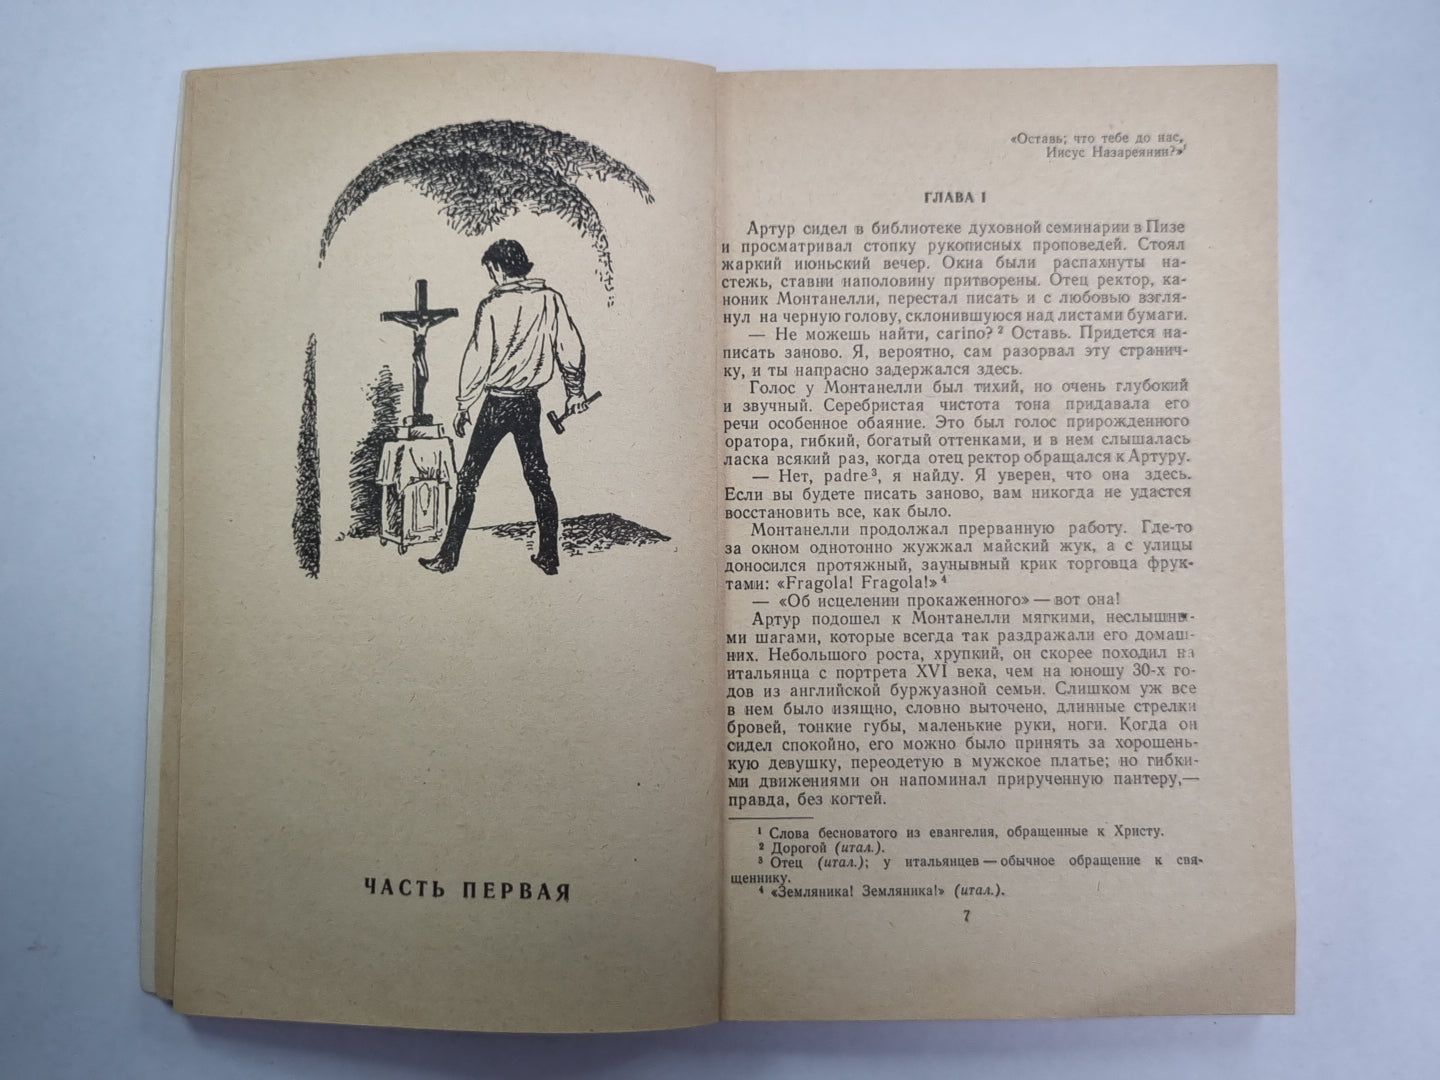 ЧАСТЬ ПЕРВАЯ
«Оставь; что тебе до нас,
Иисус Назареянин?»¹
ГЛАВА I
Артур сидел в библиотеке духовной семинарии в Пизе
и просматривал стопку рукописных проповедей. Стоял
жаркий июньский вечер. Окна были распахнуты на-
стежь, ставни наполовину притворены. Отец ректор, ка-
ноник Монтанелли, перестал писать и с любовью взгля-
нул на черную голову, склонившуюся над листами бумаги.
— Не можешь найти, carino?² Оставь. Придется на-
писать заново. Я, вероятно, сам разорвал эту странич-
ку, и ты напрасно задержался здесь.
Голос у Монтанелли был тихий, но очень глубокий
и звучный. Серебристая чистота тона придавала его
речи особенное обаяние. Это был голос прирожденного
оратора, гибкий, богатый оттенками, и в нем слышалась
ласка всякий раз, когда отец ректор обращался к Артуру.
— Нет, padre³, я найду. Я уверен, что она здесь.
Если вы будете писать заново, вам никогда не удастся
восстановить все, как было.
Монтанелли продолжал прерванную работу. Где-то
за окном однотонно жужжал майский жук, а с улицы
доносился протяжный, заунывный крик торговца фрук-
тами: «Fragola! Fragola!»⁴
— «Об исцелении прокаженного» — вот она!
Артур подошел к Монтанелли мягкими, неслышны-
ми шагами, которые всегда так раздражали его домаш-
них. Небольшого роста, хрупкий, он скорее походил на
итальянца с портрета XVI века, чем на юношу 30-х го-
дов из английской буржуазной семьи. Слишком уж все
в нем было изящно, словно выточено, длинные стрелки
бровей, тонкие губы, маленькие руки, ноги. Когда он
сидел спокойно, его можно было принять за хорошень-
кую девушку, переодетую в мужское платье; но гибки-
ми движениями он напоминал прирученную пантеру,—
правда, без когтей.
¹ Слова бесноватого из евангелия, обращенные к Христу.
² Дорогой (итал.).
³ Отец (итал.); у итальянцев — обычное обращение к свя-
щеннику.
⁴ «Земляника! Земляника!» (итал.).
7